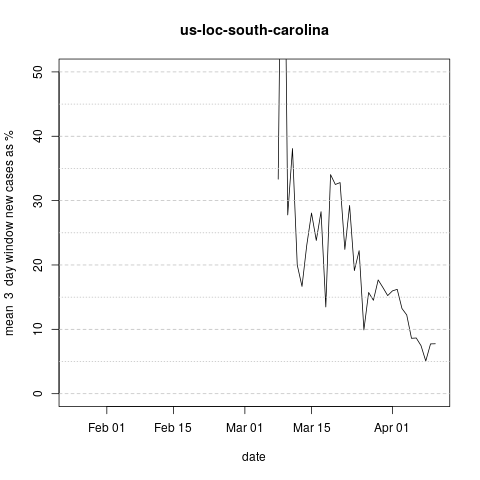 us-loc-south-carolina
mean 3 day window new cases as %
50
40
30
20
10
0
Feb 01 Feb 15 Mar 01 Mar 15 Apr 01
date